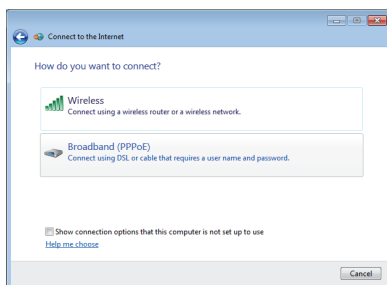 Connect to the Internet
How do you want to connect?
Wireless
Connect using a wireless router or a wireless network.
Broadband (PPPoE)
Connect using DSL or cable that requires a user name and password.
Show connection options that this computer is not set up to use
Help me choose
Cancel